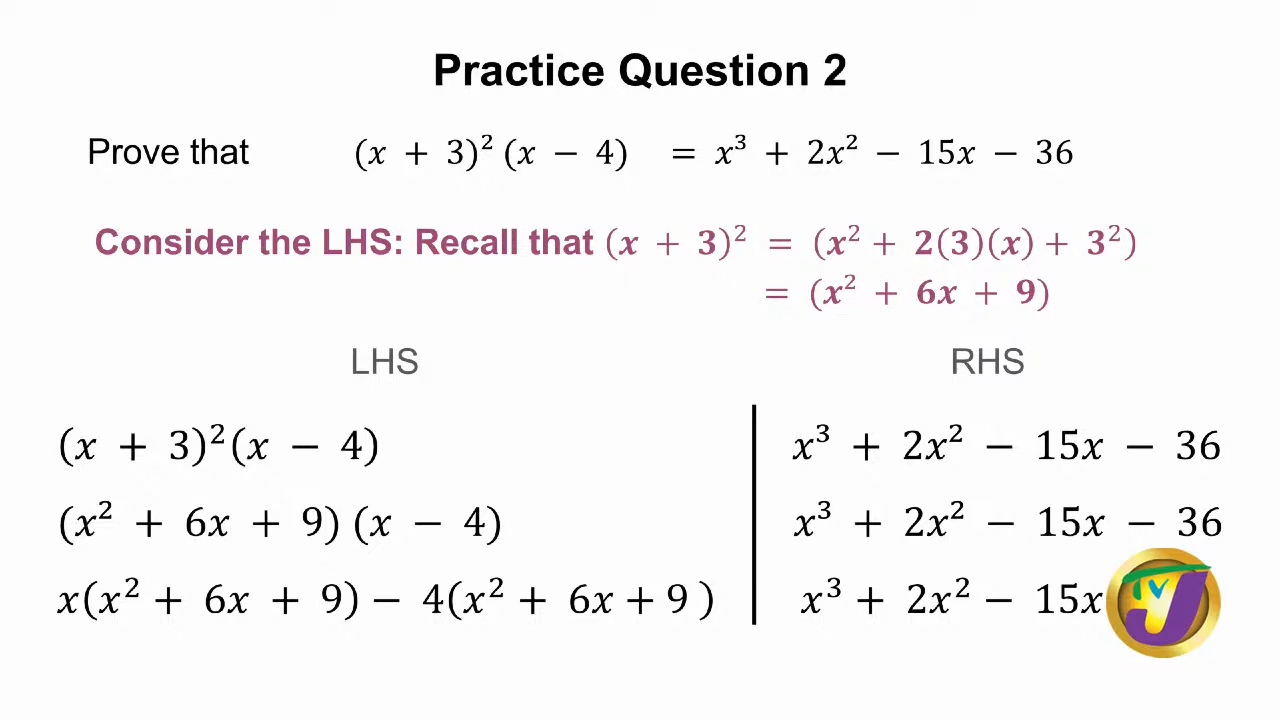 Practice Question 2
Prove that (x + 3)² (x − 4) = x³ + 2x² − 15x − 36
Consider the LHS: Recall that (x + 3)² = (x² + 2(3)(x) + 3²)
= (x² + 6x + 9)
LHS RHS
(x + 3)²(x − 4) x³ + 2x² − 15x − 36
(x² + 6x + 9) (x − 4) x³ + 2x² − 15x − 36
x(x² + 6x + 9) − 4(x² + 6x + 9 ) x³ + 2x² − 15x
TVJ